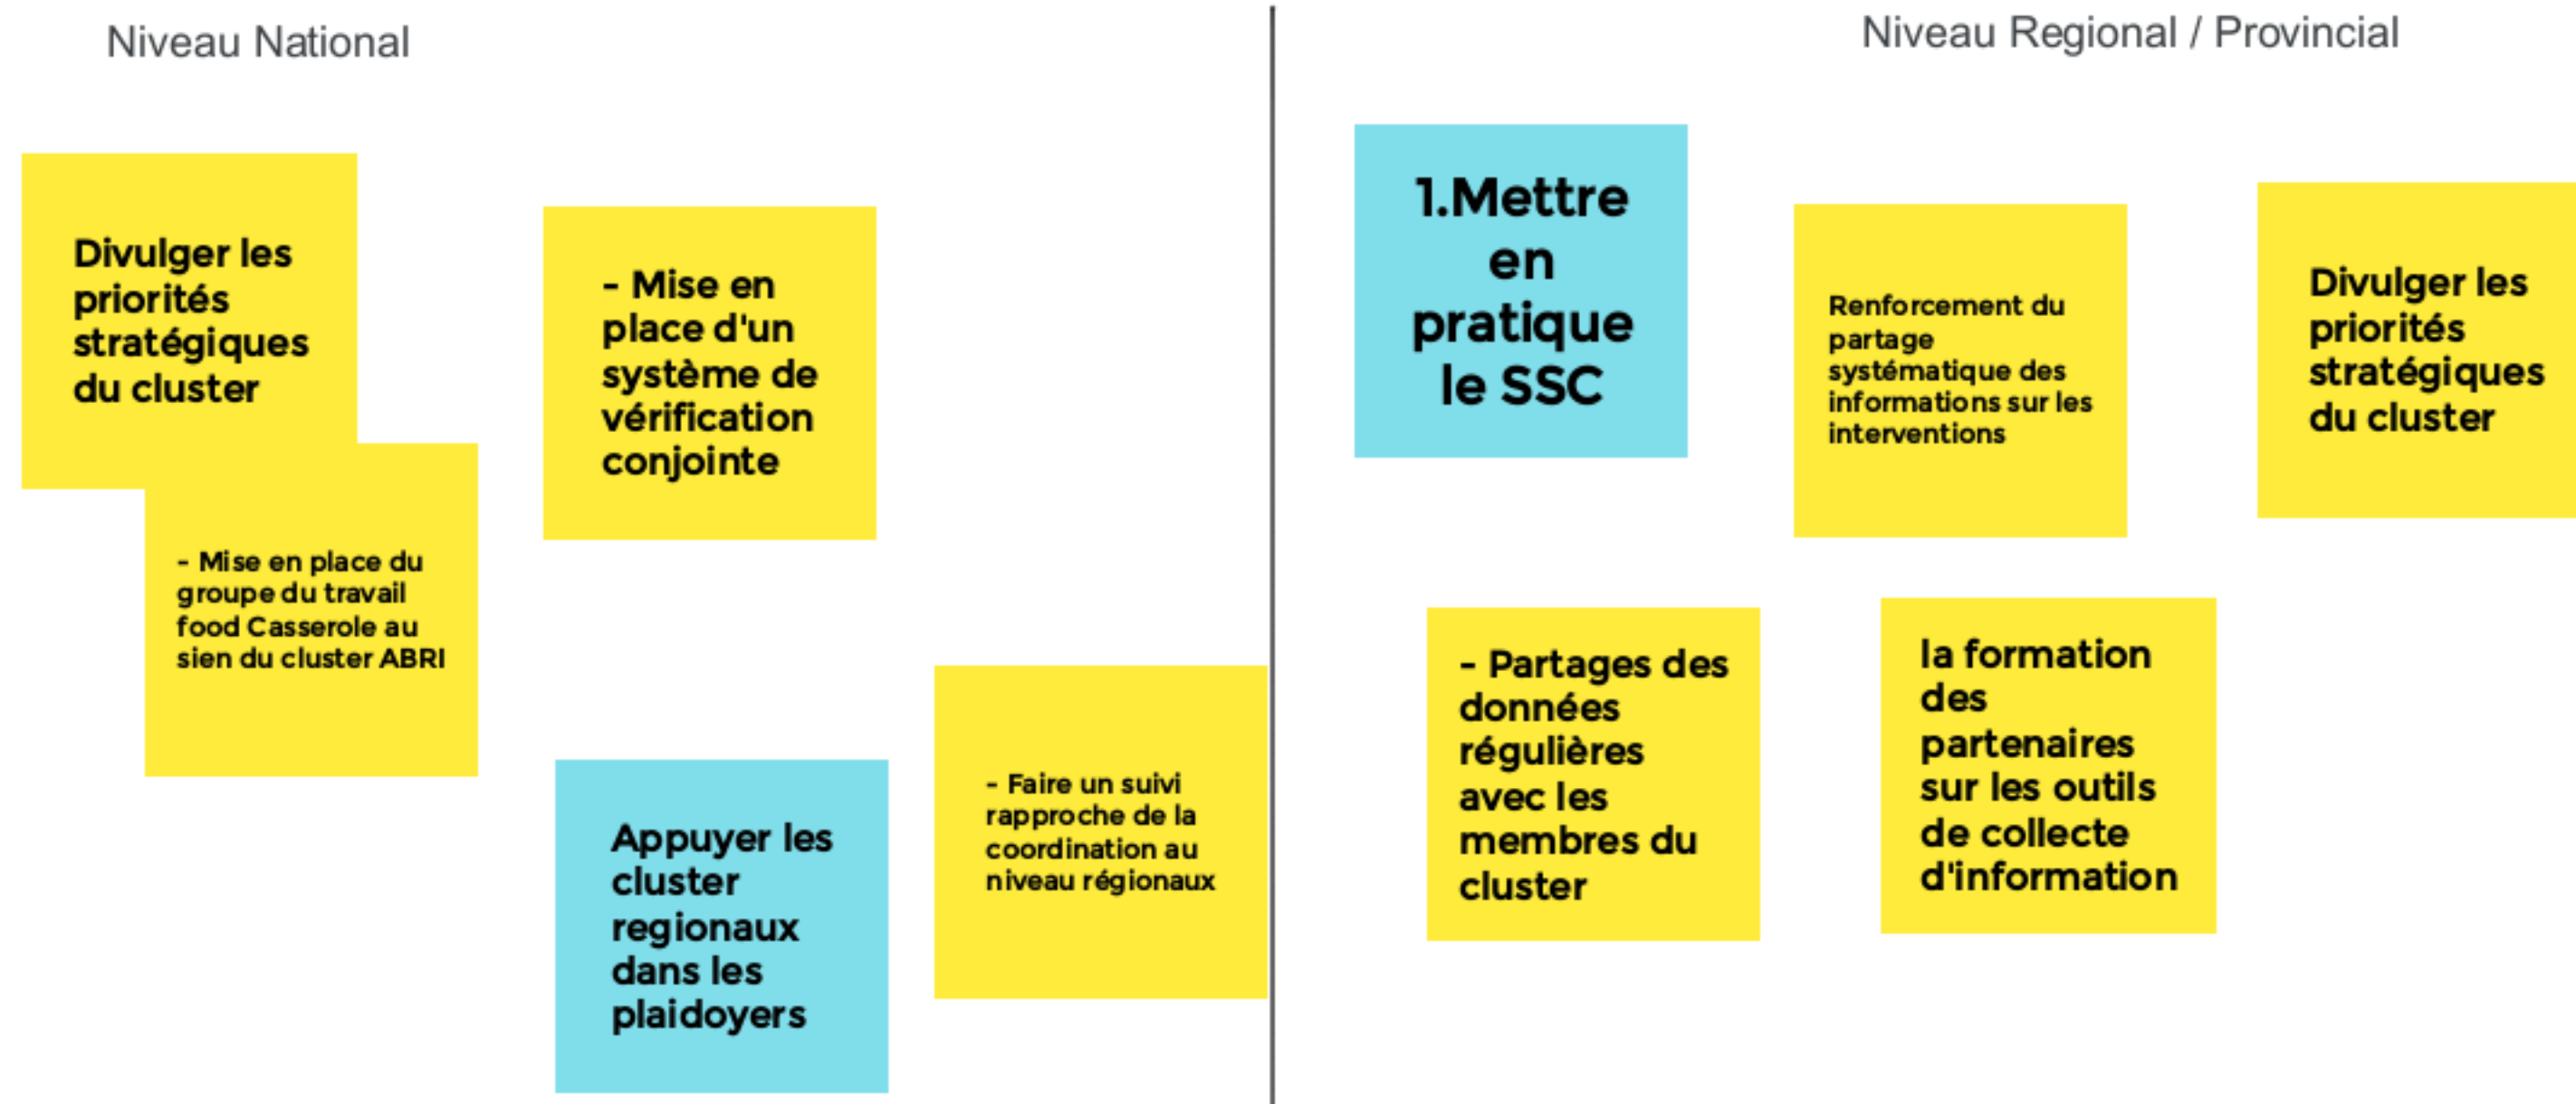 Niveau National
Divulger les
priorités
stratégiques
du cluster
- Mise en
place d'un
système de
vérification
conjointe
- Mise en place du
groupe du travail
food Casserole au
sien du cluster ABRI
Appuyer les
cluster
regionaux
dans les
plaidoyers
- Faire un suivi
rapproche de la
coordination au
niveau régionaux
Niveau Regional / Provincial
1.Mettre
en
pratique
le SSC
Renforcement du
partage
systématique des
informations sur les
interventions
Divulger les
priorités
stratégiques
du cluster
- Partages des
données
régulières
avec les
membres du
cluster
la formation
des
partenaires
sur les outils
de collecte
d'information